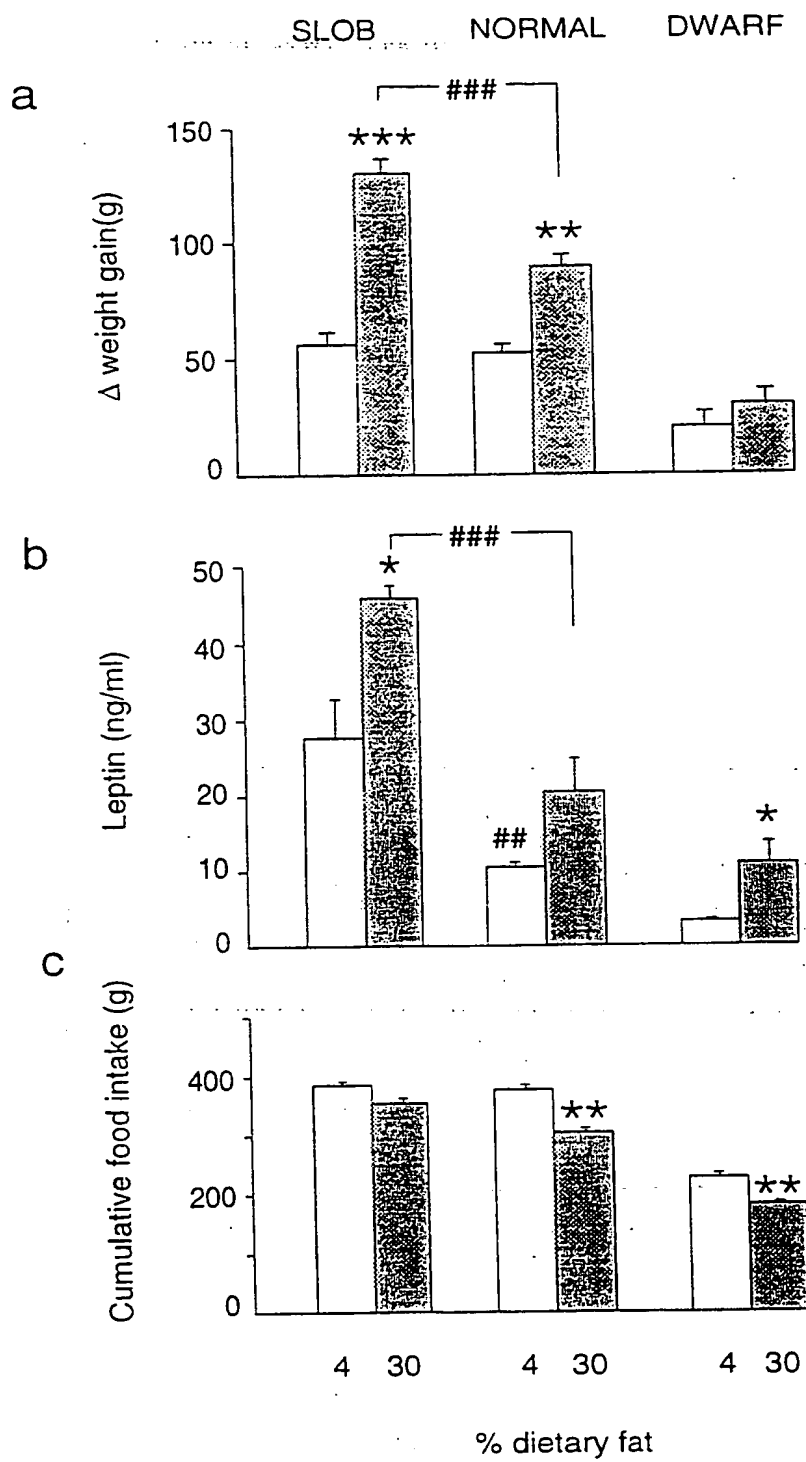 SLOB NORMAL DWARF
a
###
150
100
50
0
Δ weight gain(g)
***
**
b
###
50
40
30
20
10
0
Leptin (ng/ml)
*
##
*
c
400
200
0
Cumulative food intake (g)
**
**
4 30 4 30 4 30
% dietary fat